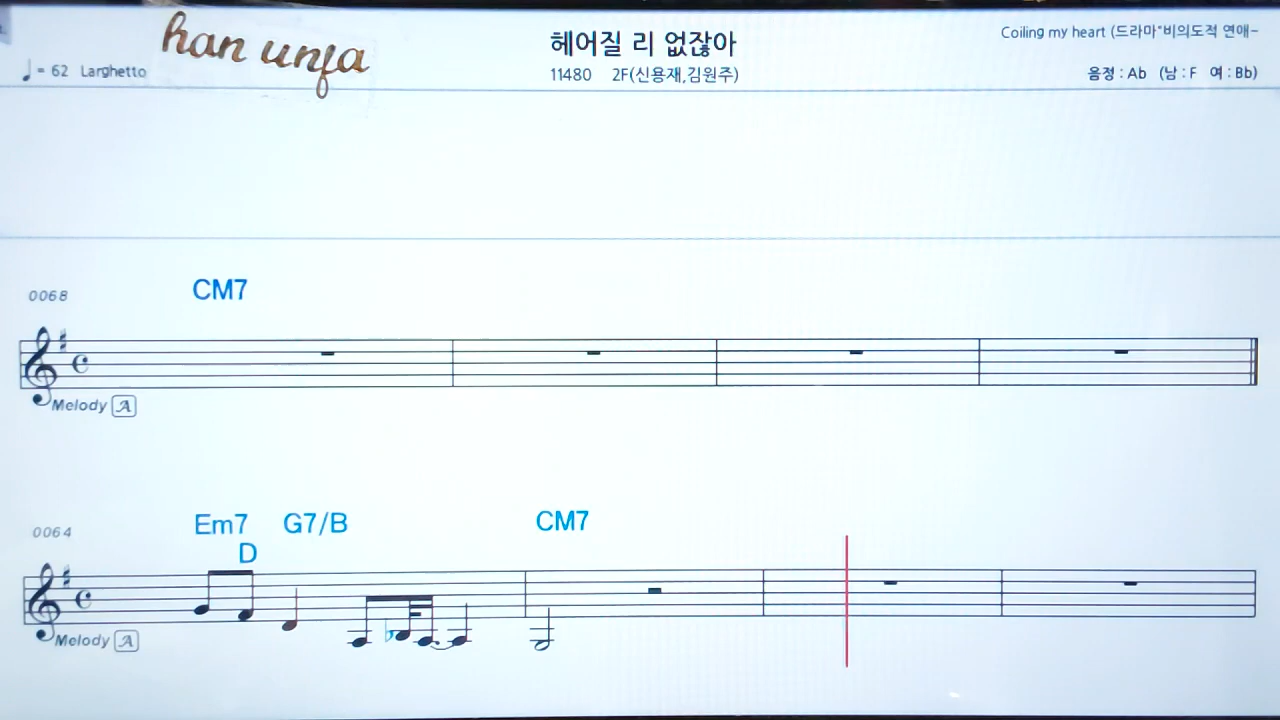 han unfa
헤어질 리 없잖아
Coiling my heart (드라마"비의도적 연애-
♩ = 62 Larghetto
11480 2F(신용재,김원주)
음정 : Ab (남 : F 여 : Bb)
0068
CM7
Melody A
0064
Em7 G7/B CM7
D
Melody A